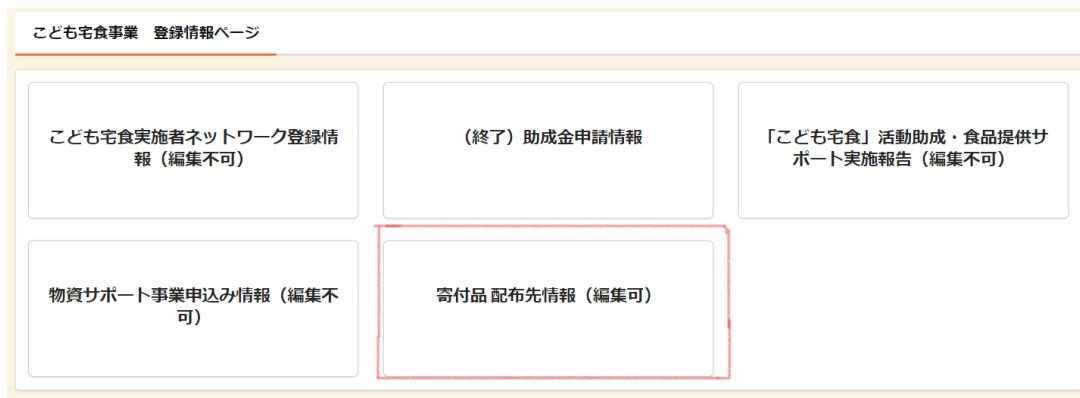 こども宅食事業　登録情報ページ
こども宅食実施者ネットワーク登録情
報（編集不可）
（終了）助成金申請情報
「こども宅食」活動助成・食品提供サ
ポート実施報告（編集不可）
物資サポート事業申込み情報（編集不
可）
寄付品 配布先情報（編集可）